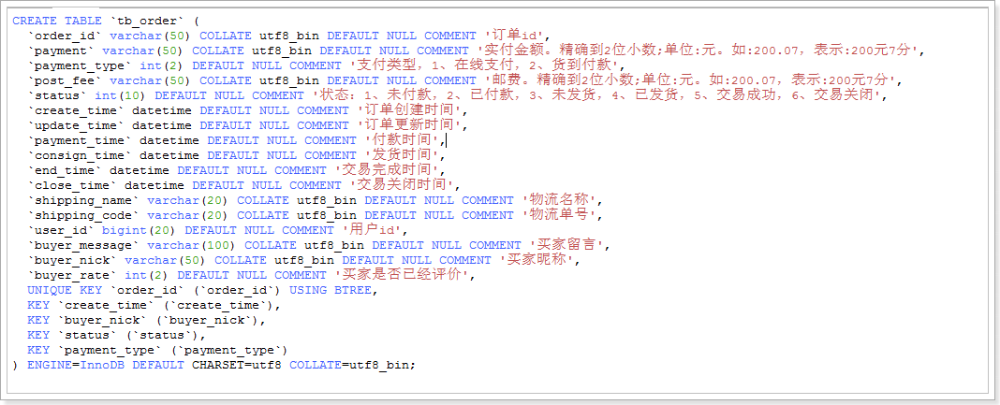 CREATE TABLE `tb_order` (
  `order_id` varchar(50) COLLATE utf8_bin DEFAULT NULL COMMENT '订单id',
  `payment` varchar(50) COLLATE utf8_bin DEFAULT NULL COMMENT '实付金额。精确到2位小数;单位:元。如:200.07，表示:200元7分',
  `payment_type` int(2) DEFAULT NULL COMMENT '支付类型，1、在线支付，2、货到付款',
  `post_fee` varchar(50) COLLATE utf8_bin DEFAULT NULL COMMENT '邮费。精确到2位小数;单位:元。如:200.07，表示:200元7分',
  `status` int(10) DEFAULT NULL COMMENT '状态：1、未付款，2、已付款，3、未发货，4、已发货，5、交易成功，6、交易关闭',
  `create_time` datetime DEFAULT NULL COMMENT '订单创建时间',
  `update_time` datetime DEFAULT NULL COMMENT '订单更新时间',
  `payment_time` datetime DEFAULT NULL COMMENT '付款时间',
  `consign_time` datetime DEFAULT NULL COMMENT '发货时间',
  `end_time` datetime DEFAULT NULL COMMENT '交易完成时间',
  `close_time` datetime DEFAULT NULL COMMENT '交易关闭时间',
  `shipping_name` varchar(20) COLLATE utf8_bin DEFAULT NULL COMMENT '物流名称',
  `shipping_code` varchar(20) COLLATE utf8_bin DEFAULT NULL COMMENT '物流单号',
  `user_id` bigint(20) DEFAULT NULL COMMENT '用户id',
  `buyer_message` varchar(100) COLLATE utf8_bin DEFAULT NULL COMMENT '买家留言',
  `buyer_nick` varchar(50) COLLATE utf8_bin DEFAULT NULL COMMENT '买家昵称',
  `buyer_rate` int(2) DEFAULT NULL COMMENT '买家是否已经评价',
  UNIQUE KEY `order_id` (`order_id`) USING BTREE,
  KEY `create_time` (`create_time`),
  KEY `buyer_nick` (`buyer_nick`),
  KEY `status` (`status`),
  KEY `payment_type` (`payment_type`)
) ENGINE=InnoDB DEFAULT CHARSET=utf8 COLLATE=utf8_bin;